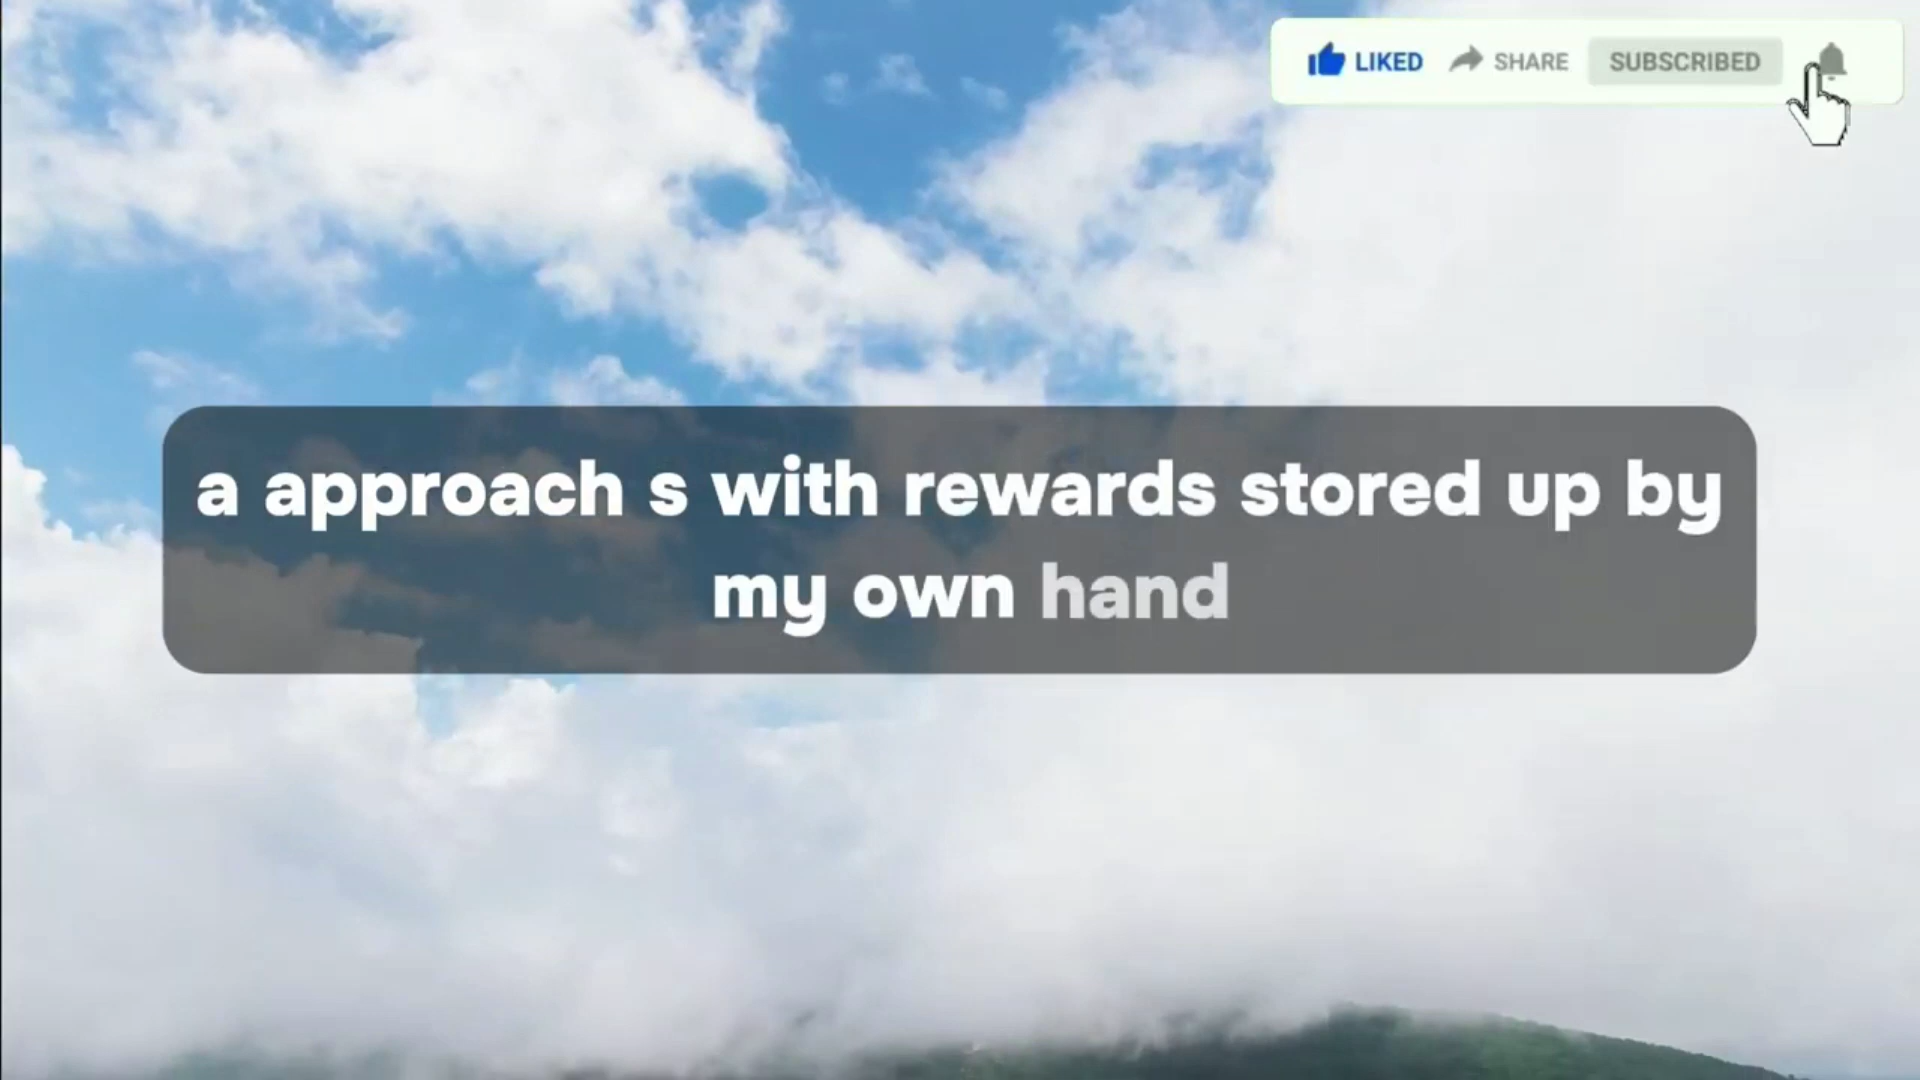 LIKED SHARE SUBSCRIBED
a approach s with rewards stored up by
my own hand